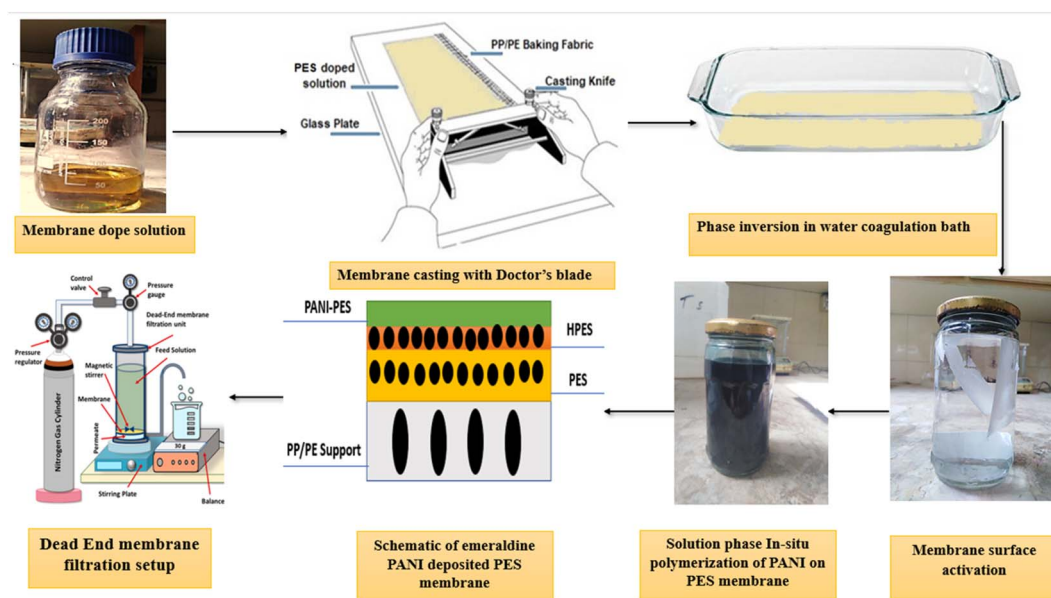 200
150
100
50
Membrane dope solution
PES doped
solution
Glass Plate
PP/PE Baking Fabric
Casting Knife
Membrane casting with Doctor's blade
Phase inversion in water coagulation bath
Control
valve
Pressure
gauge
Dead-End membrane
filtration unit
Feed Solution
Pressure
regulator
Magnetic
stirrer
Membrane
Nitrogen Gas Cylinder
Permeate
30 g
Stirring Plate
Balance
Dead End membrane
filtration setup
PANI-PES
HPES
PES
PP/PE Support
Schematic of emeraldine
PANI deposited PES
membrane
Solution phase In-situ
polymerization of PANI on
PES membrane
Membrane surface
activation